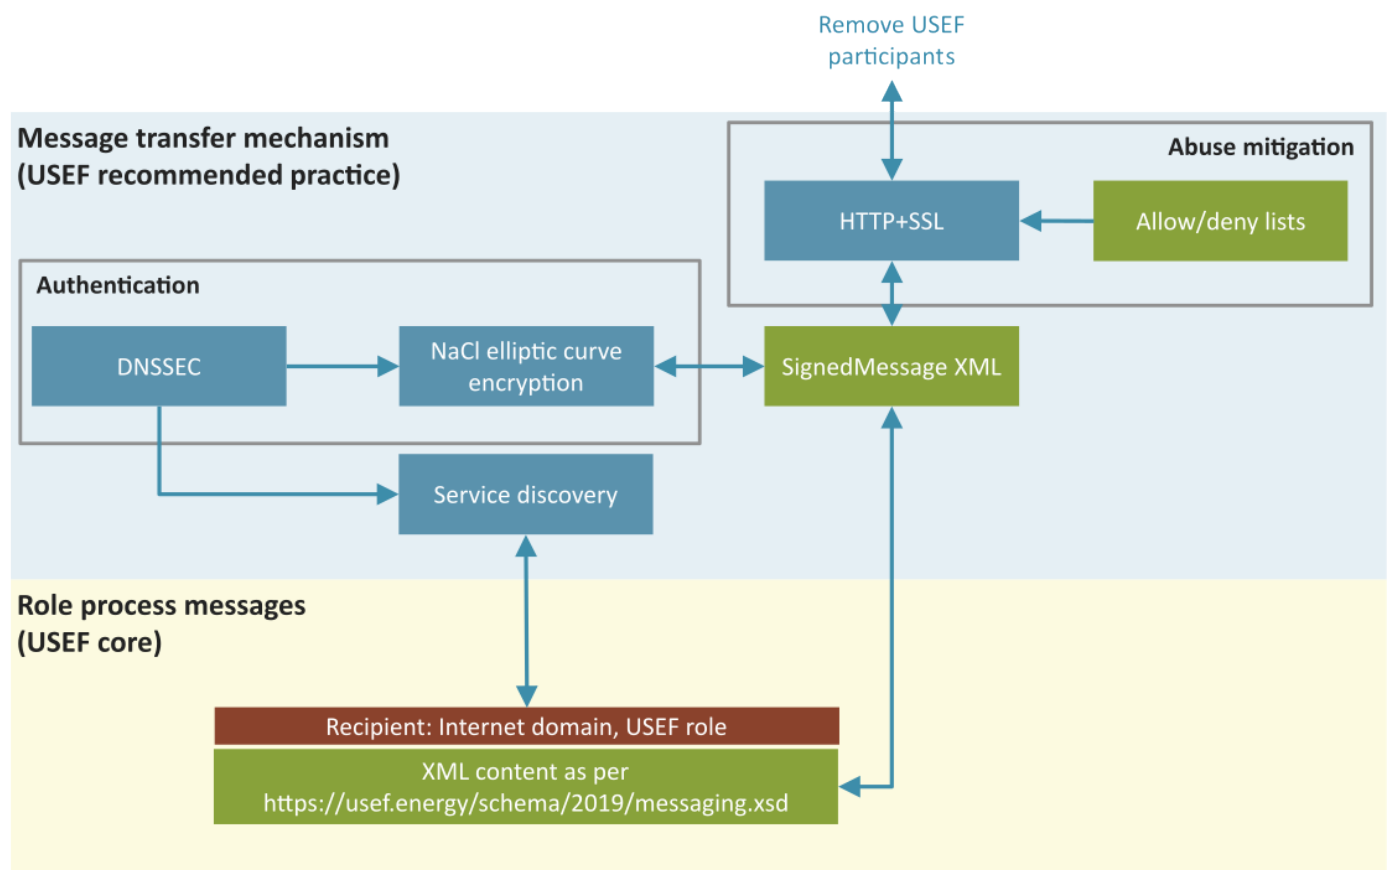 Remove USEF
participants
Message transfer mechanism
(USEF recommended practice)
Abuse mitigation
HTTP+SSL
Allow/deny lists
Authentication
DNSSEC
NaCl elliptic curve
encryption
SignedMessage XML
Service discovery
Role process messages
(USEF core)
Recipient: Internet domain, USEF role
XML content as per
https://usef.energy/schema/2019/messaging.xsd